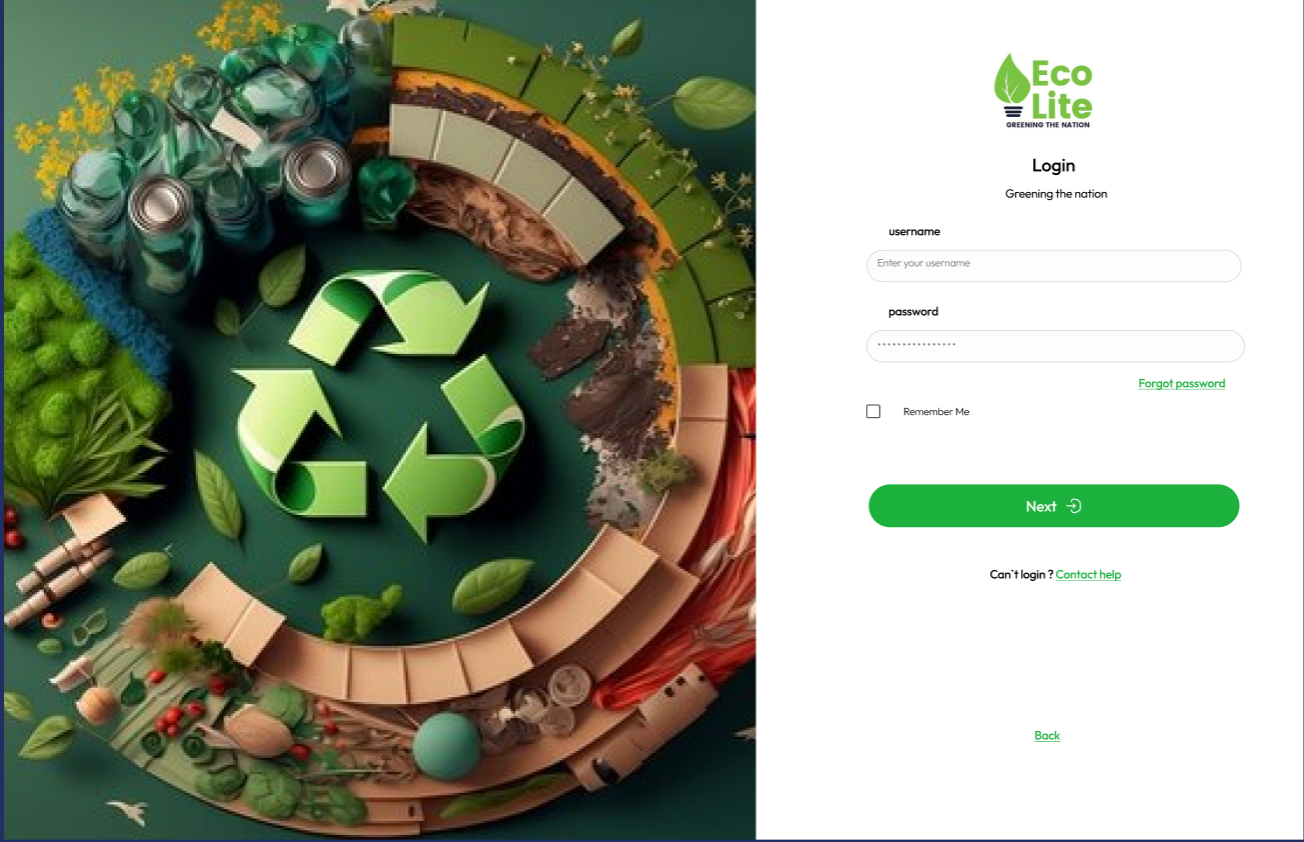 Eco
Lite
GREENING THE NATION
Login
Greening the nation
username
Enter your username
password
················
Forgot password
Remember Me
Next
Can`t login ? Contact help
Back